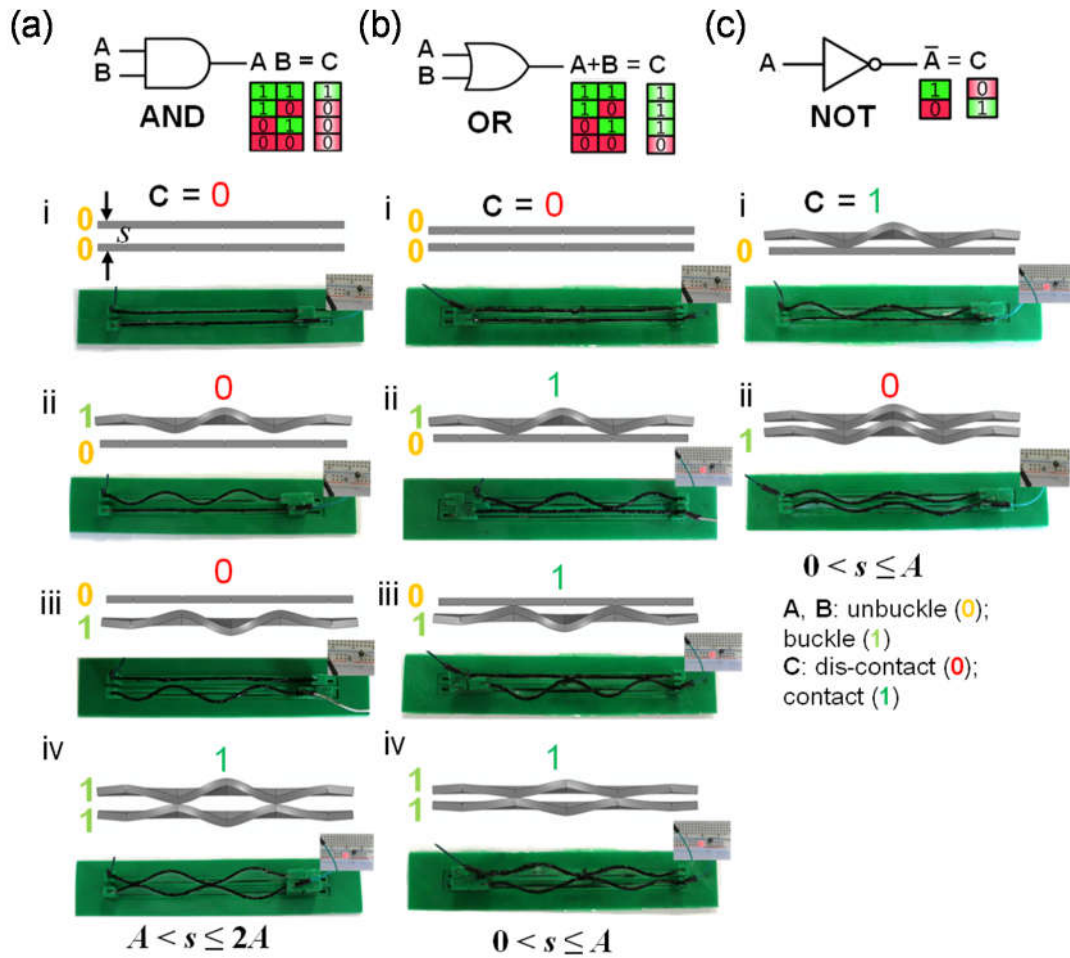 (a)
A
B
A B = C
AND
1 1 1
1 0 0
0 1 0
0 0 0
i
C = 0
0
0
s
ii
0
1
0
iii
0
0
1
iv
1
1
1
A < s ≤ 2A
(b)
A
B
A+B = C
OR
1 1 1
1 0 1
0 1 1
0 0 0
i
C = 0
0
0
ii
1
1
0
iii
1
0
1
iv
1
1
1
0 < s ≤ A
(c)
A
A̅ = C
NOT
1 0
0 1
i
C = 1
0
ii
0
1
0 < s ≤ A
A, B: unbuckle (0);
buckle (1)
C: dis-contact (0);
contact (1)